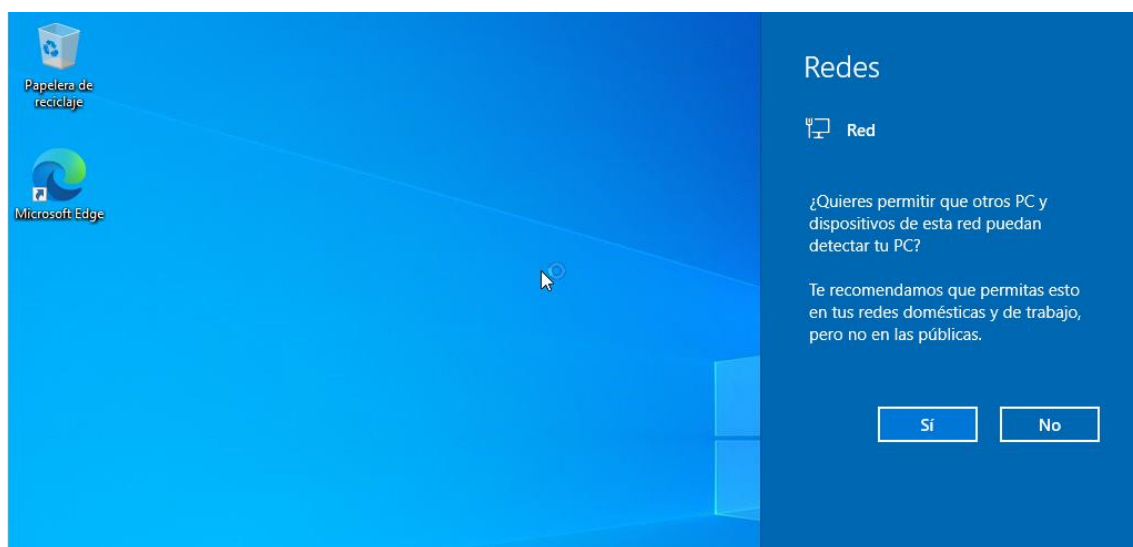 Papelera de
reciclaje
Microsoft Edge
Redes
Red
¿Quieres permitir que otros PC y
dispositivos de esta red puedan
detectar tu PC?
Te recomendamos que permitas esto
en tus redes domésticas y de trabajo,
pero no en las públicas.
Sí
No